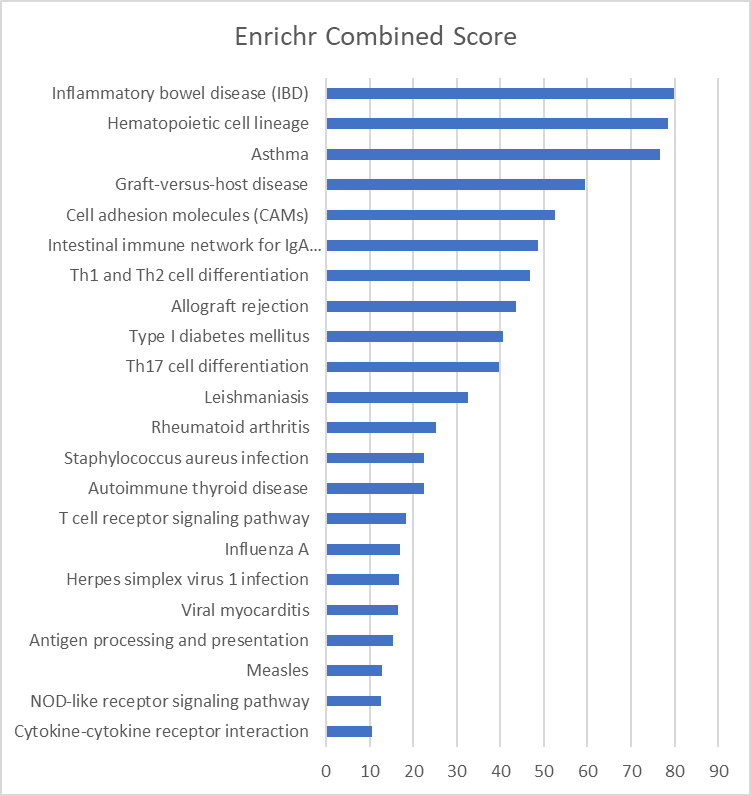 Enrichr Combined Score
Inflammatory bowel disease (IBD)
Hematopoietic cell lineage
Asthma
Graft-versus-host disease
Cell adhesion molecules (CAMs)
Intestinal immune network for IgA...
Th1 and Th2 cell differentiation
Allograft rejection
Type I diabetes mellitus
Th17 cell differentiation
Leishmaniasis
Rheumatoid arthritis
Staphylococcus aureus infection
Autoimmune thyroid disease
T cell receptor signaling pathway
Influenza A
Herpes simplex virus 1 infection
Viral myocarditis
Antigen processing and presentation
Measles
NOD-like receptor signaling pathway
Cytokine-cytokine receptor interaction
0 10 20 30 40 50 60 70 80 90